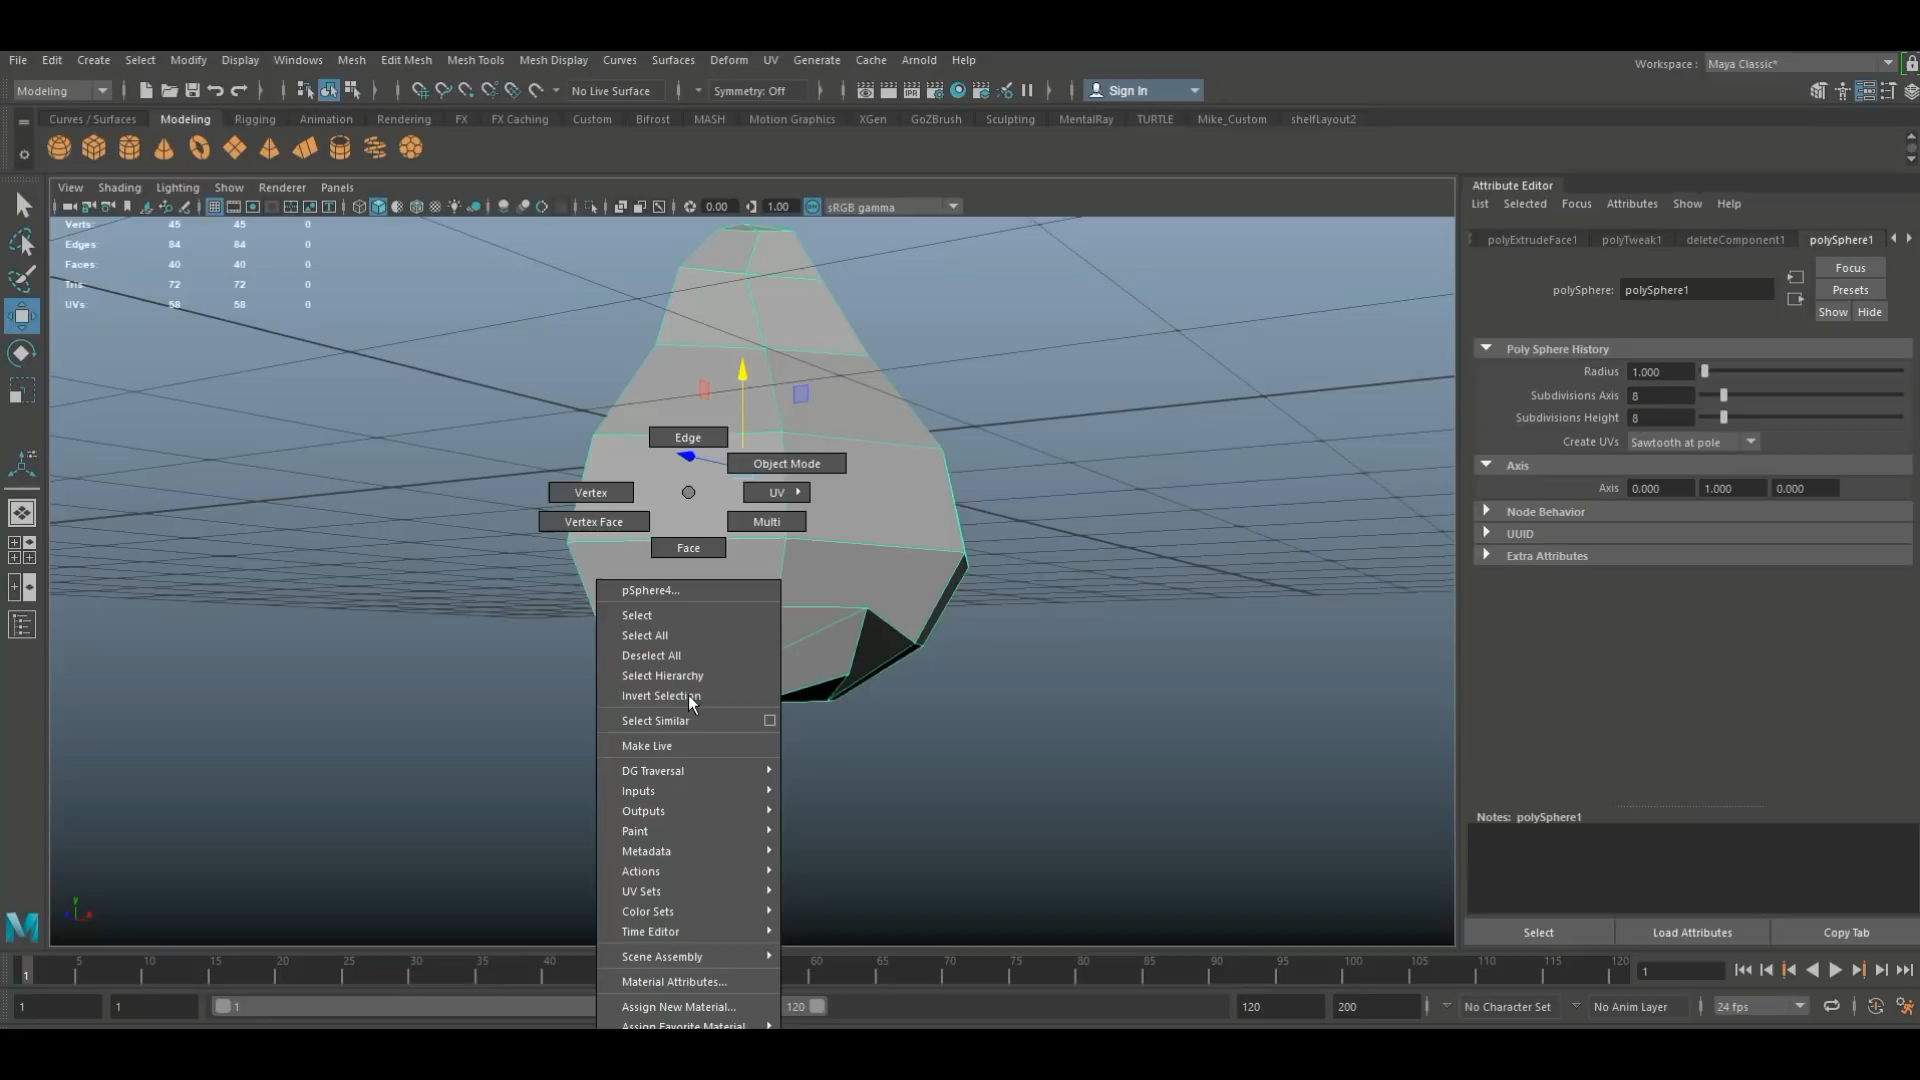 File Edit Create Select Modify Display Windows Mesh Edit Mesh Mesh Tools Mesh Display Curves Surfaces Deform UV Generate Cache Arnold Help
Workspace : Maya Classic*
Modeling No Live Surface Symmetry: Off Sign In
Curves / Surfaces Modeling Rigging Animation Rendering FX FX Caching Custom Bifrost MASH Motion Graphics XGen GoZBrush Sculpting MentalRay TURTLE Mike_Custom shelfLayout2
View Shading Lighting Show Renderer Panels
0.00 1.00 sRGB gamma
Verts: 45 45 0
Edges: 84 84 0
Faces: 40 40 0
Tris: 72 72 0
UVs: 58 58 0
Edge
Object Mode
Vertex
UV
Vertex Face
Multi
Face
pSphere4...
Select
Select All
Deselect All
Select Hierarchy
Invert Selection
Select Similar
Make Live
DG Traversal
Inputs
Outputs
Paint
Metadata
Actions
UV Sets
Color Sets
Time Editor
Scene Assembly
Material Attributes...
Assign New Material...
Assign Favorite Material
Attribute Editor
List Selected Focus Attributes Show Help
polyExtrudeFace1 polyTweak1 deleteComponent1 polySphere1
Focus
polySphere: polySphere1
Presets
Show Hide
Poly Sphere History
Radius 1.000
Subdivisions Axis 8
Subdivisions Height 8
Create UVs Sawtooth at pole
Axis
Axis 0.000 1.000 0.000
Node Behavior
UUID
Extra Attributes
Notes: polySphere1
Select Load Attributes Copy Tab
y
1 5 10 15 20 25 30 35 40 60 65 70 75 80 85 90 95 100 105 110 115 120 1
1 1 1 120 120 200 No Character Set No Anim Layer 24 fps
M